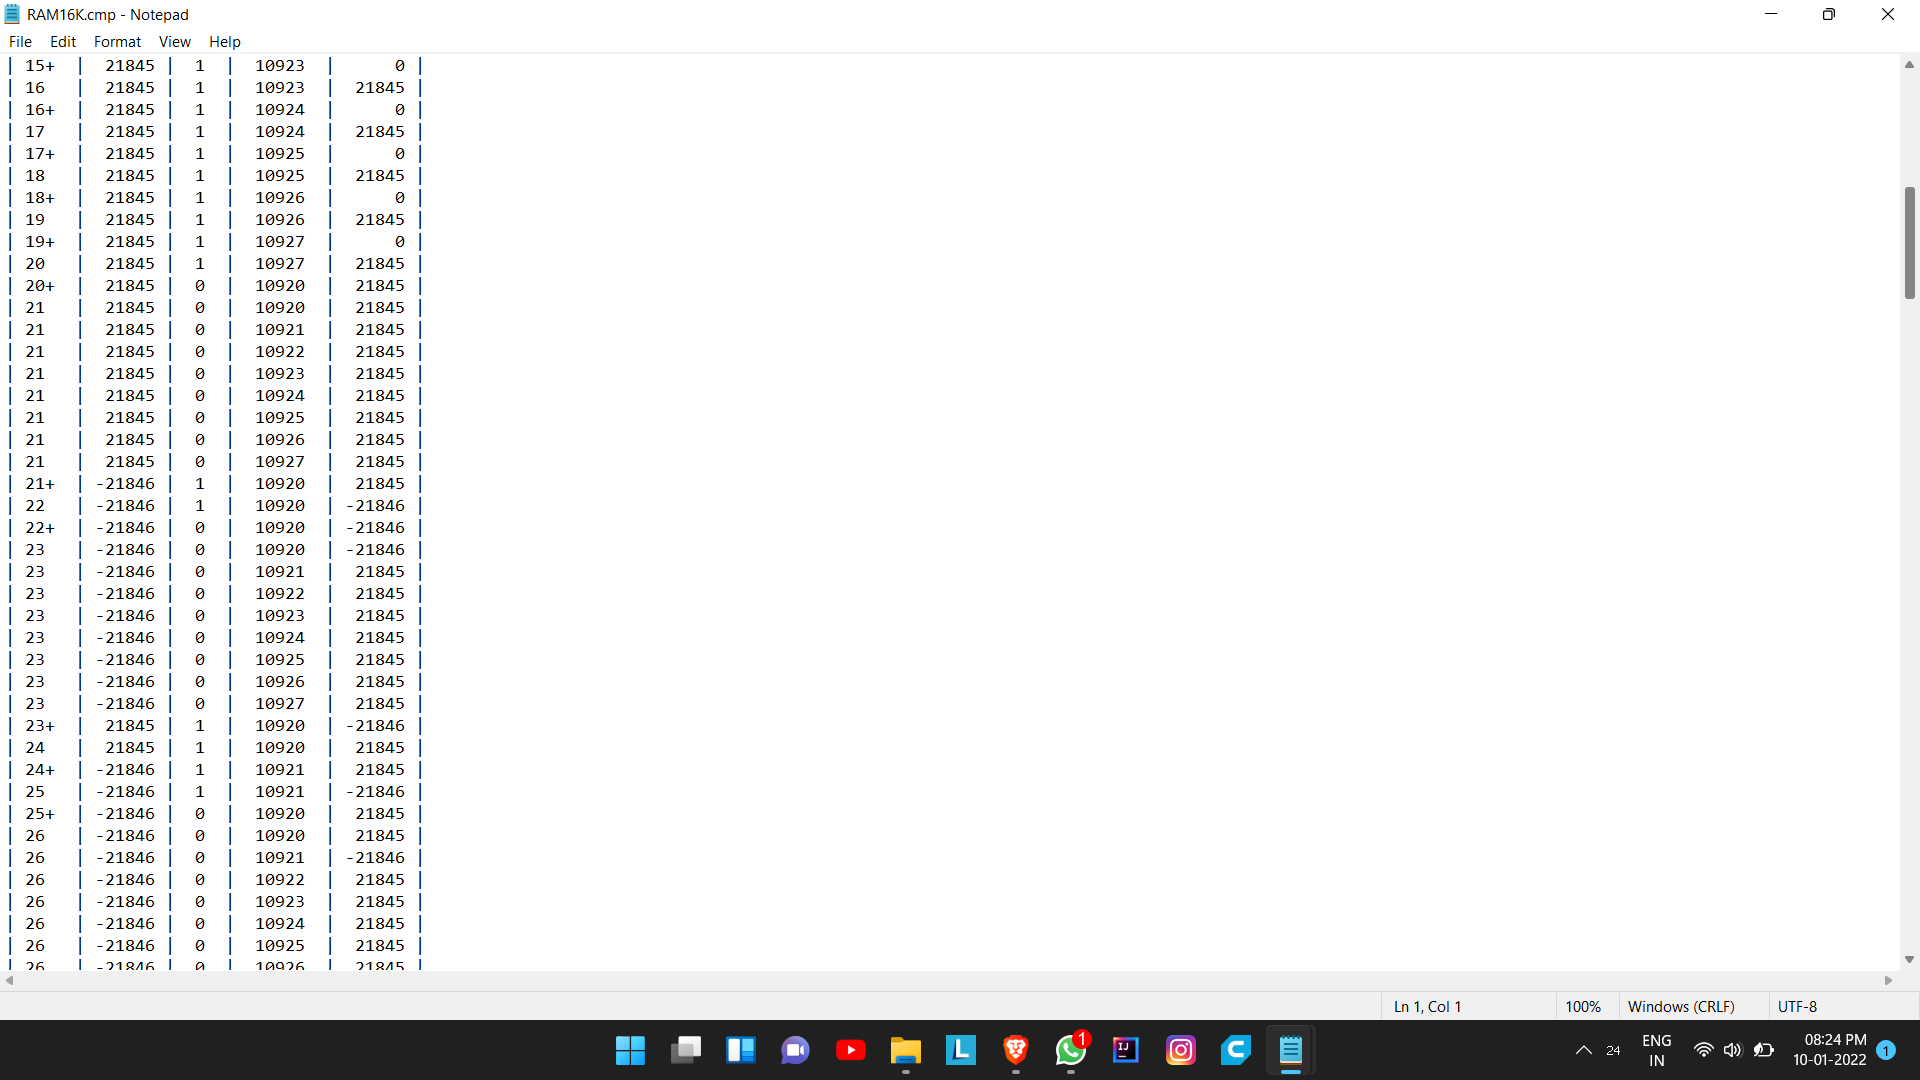 RAM16K.cmp - Notepad
File Edit Format View Help
| 15+ | 21845 | 1 | 10923 | 0 |
| 16 | 21845 | 1 | 10923 | 21845 |
| 16+ | 21845 | 1 | 10924 | 0 |
| 17 | 21845 | 1 | 10924 | 21845 |
| 17+ | 21845 | 1 | 10925 | 0 |
| 18 | 21845 | 1 | 10925 | 21845 |
| 18+ | 21845 | 1 | 10926 | 0 |
| 19 | 21845 | 1 | 10926 | 21845 |
| 19+ | 21845 | 1 | 10927 | 0 |
| 20 | 21845 | 1 | 10927 | 21845 |
| 20+ | 21845 | 0 | 10920 | 21845 |
| 21 | 21845 | 0 | 10920 | 21845 |
| 21 | 21845 | 0 | 10921 | 21845 |
| 21 | 21845 | 0 | 10922 | 21845 |
| 21 | 21845 | 0 | 10923 | 21845 |
| 21 | 21845 | 0 | 10924 | 21845 |
| 21 | 21845 | 0 | 10925 | 21845 |
| 21 | 21845 | 0 | 10926 | 21845 |
| 21 | 21845 | 0 | 10927 | 21845 |
| 21+ | -21846 | 1 | 10920 | 21845 |
| 22 | -21846 | 1 | 10920 | -21846 |
| 22+ | -21846 | 0 | 10920 | -21846 |
| 23 | -21846 | 0 | 10920 | -21846 |
| 23 | -21846 | 0 | 10921 | 21845 |
| 23 | -21846 | 0 | 10922 | 21845 |
| 23 | -21846 | 0 | 10923 | 21845 |
| 23 | -21846 | 0 | 10924 | 21845 |
| 23 | -21846 | 0 | 10925 | 21845 |
| 23 | -21846 | 0 | 10926 | 21845 |
| 23 | -21846 | 0 | 10927 | 21845 |
| 23+ | 21845 | 1 | 10920 | -21846 |
| 24 | 21845 | 1 | 10920 | 21845 |
| 24+ | -21846 | 1 | 10921 | 21845 |
| 25 | -21846 | 1 | 10921 | -21846 |
| 25+ | -21846 | 0 | 10920 | 21845 |
| 26 | -21846 | 0 | 10920 | 21845 |
| 26 | -21846 | 0 | 10921 | -21846 |
| 26 | -21846 | 0 | 10922 | 21845 |
| 26 | -21846 | 0 | 10923 | 21845 |
| 26 | -21846 | 0 | 10924 | 21845 |
| 26 | -21846 | 0 | 10925 | 21845 |
| 26 | -21846 | 0 | 10926 | 21845 |
Ln 1, Col 1 100% Windows (CRLF) UTF-8
L 1 IJ 24 ENG IN 08:24 PM 10-01-2022 1